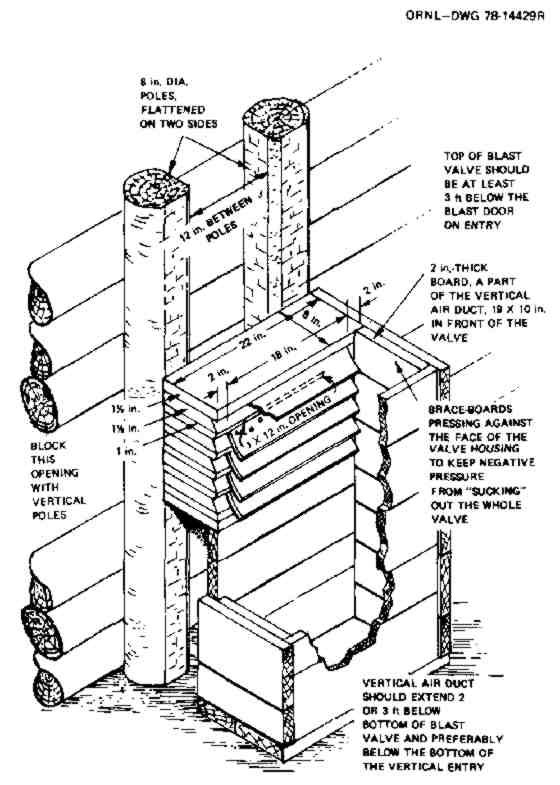 ORNL-DWG 78-14429R
6 in. DIA.
POLES,
FLATTENED
ON TWO SIDES
12 in. BETWEEN
POLES
TOP OF BLAST
VALVE SHOULD
BE AT LEAST
3 ft BELOW THE
BLAST DOOR
ON ENTRY
2 in.-THICK
BOARD, A PART
OF THE VERTICAL
AIR DUCT, 19 X 10 in.
IN FRONT OF THE
VALVE
2 in.
8 in.
22 in.
18 in.
2 in.
1½ in.
1½ in.
1 in.
X 12 in. OPENING
BLOCK
THIS
OPENING
WITH
VERTICAL
POLES
BRACE-BOARDS
PRESSING AGAINST
THE FACE OF THE
VALVE HOUSING
TO KEEP NEGATIVE
PRESSURE
FROM "SUCKING"
OUT THE WHOLE
VALVE
VERTICAL AIR DUCT
SHOULD EXTEND 2
OR 3 ft BELOW
BOTTOM OF BLAST
VALVE AND PREFERABLY
BELOW THE BOTTOM OF
THE VERTICAL ENTRY